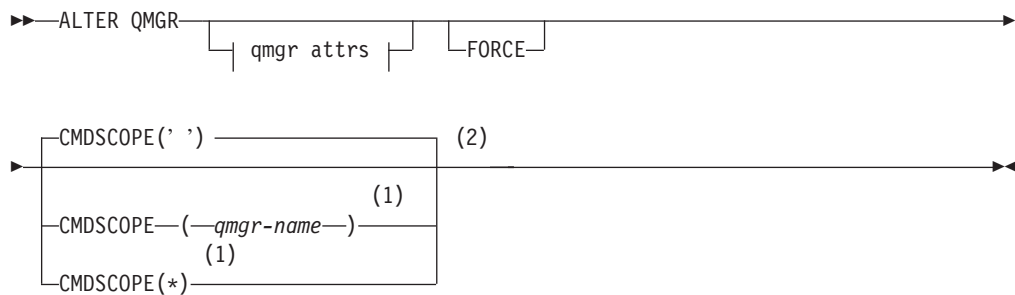 ALTER QMGR
qmgr attrs
FORCE
CMDSCOPE(' ')
(2)
(1)
CMDSCOPE (qmgr-name)
(1)
CMDSCOPE(*)